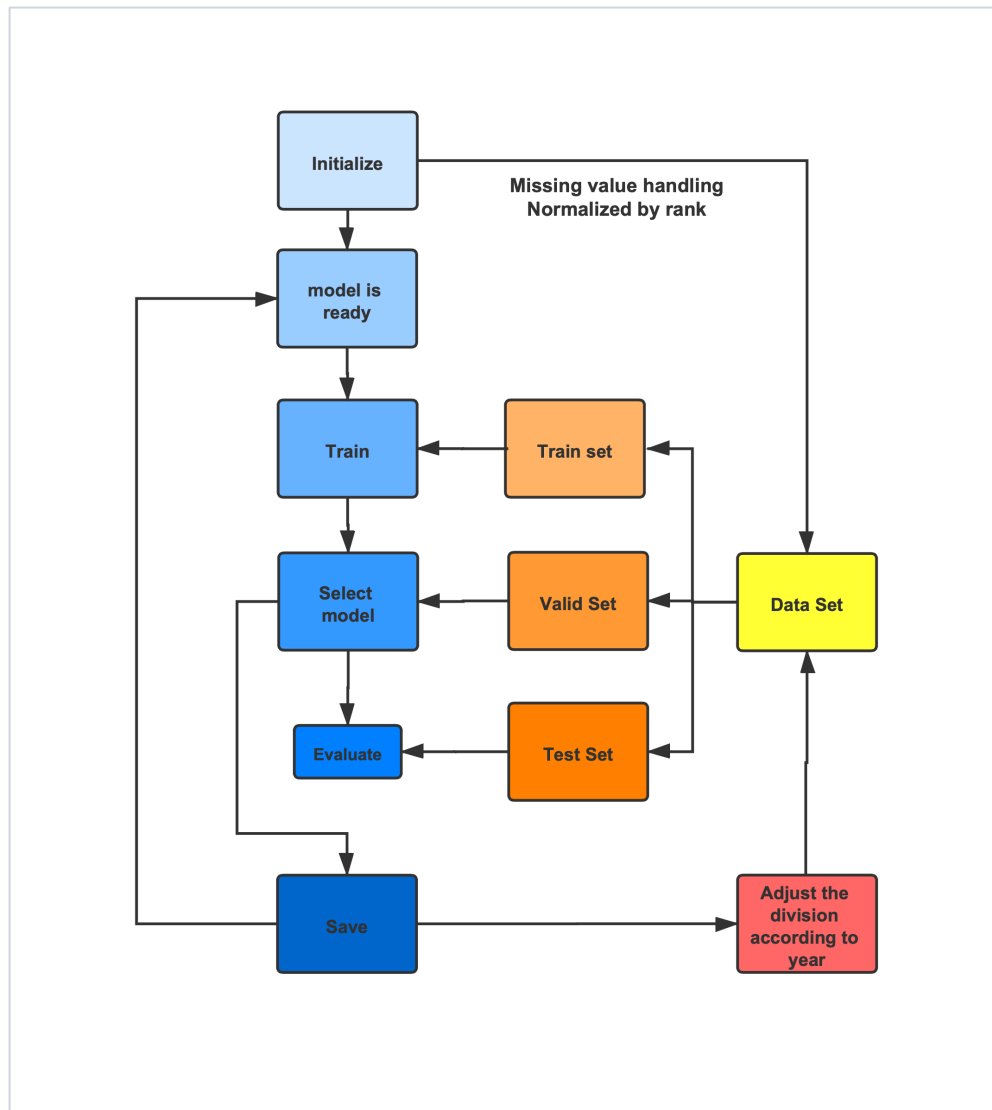 Initialize
Missing value handling
Normalized by rank
model is
ready
Train
Train set
Select
model
Valid Set
Data Set
Evaluate
Test Set
Save
Adjust the
division
according to
year